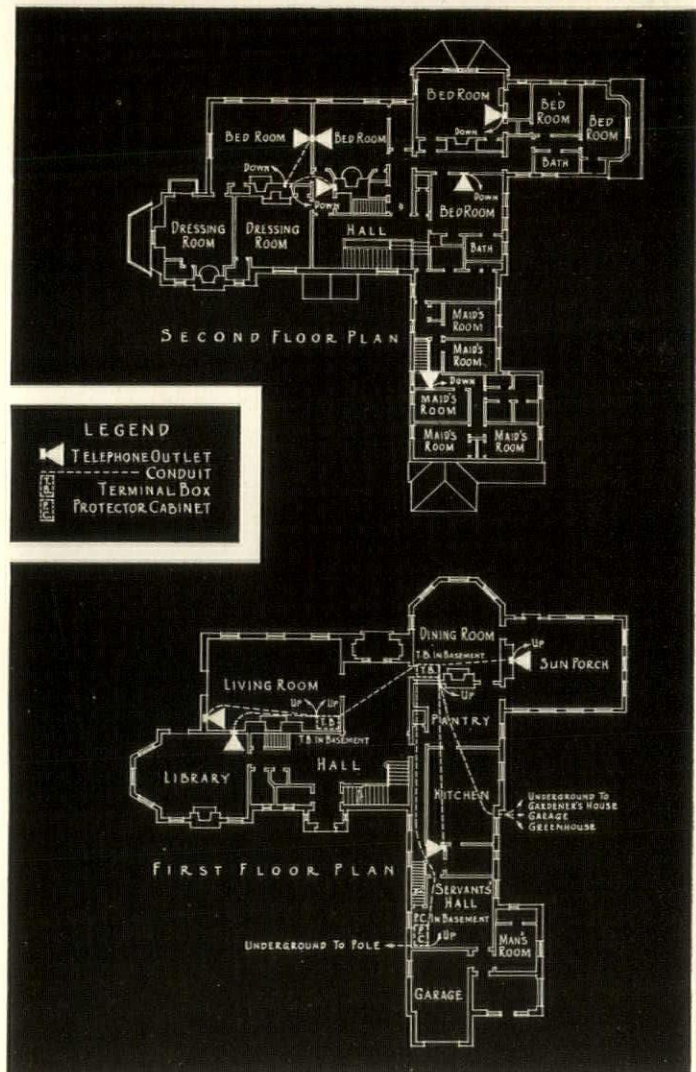 BED ROOM
BED ROOM
BED ROOM
BED ROOM
BED ROOM
DOWN
BATH
DOWN
DOWN
DOWN
BED ROOM
DRESSING ROOM
DRESSING ROOM
HALL
BATH
SECOND FLOOR PLAN
MAID'S ROOM
MAID'S ROOM
DOWN
MAID'S ROOM
MAID'S ROOM
MAID'S ROOM
LEGEND
TELEPHONE OUTLET
CONDUIT
T.B. TERMINAL BOX
P.C. PROTECTOR CABINET
DINING ROOM
T.B. IN BASEMENT
T.B.
UP
SUN PORCH
LIVING ROOM
UP UP
T.B.
T.B. IN BASEMENT
UP
PANTRY
LIBRARY
HALL
KITCHEN
UNDERGROUND TO
GARDENER'S HOUSE
GARAGE
GREENHOUSE
FIRST FLOOR PLAN
SERVANTS' HALL
P.C. IN BASEMENT
P.C.
UP
UNDERGROUND TO POLE
MAN'S ROOM
GARAGE